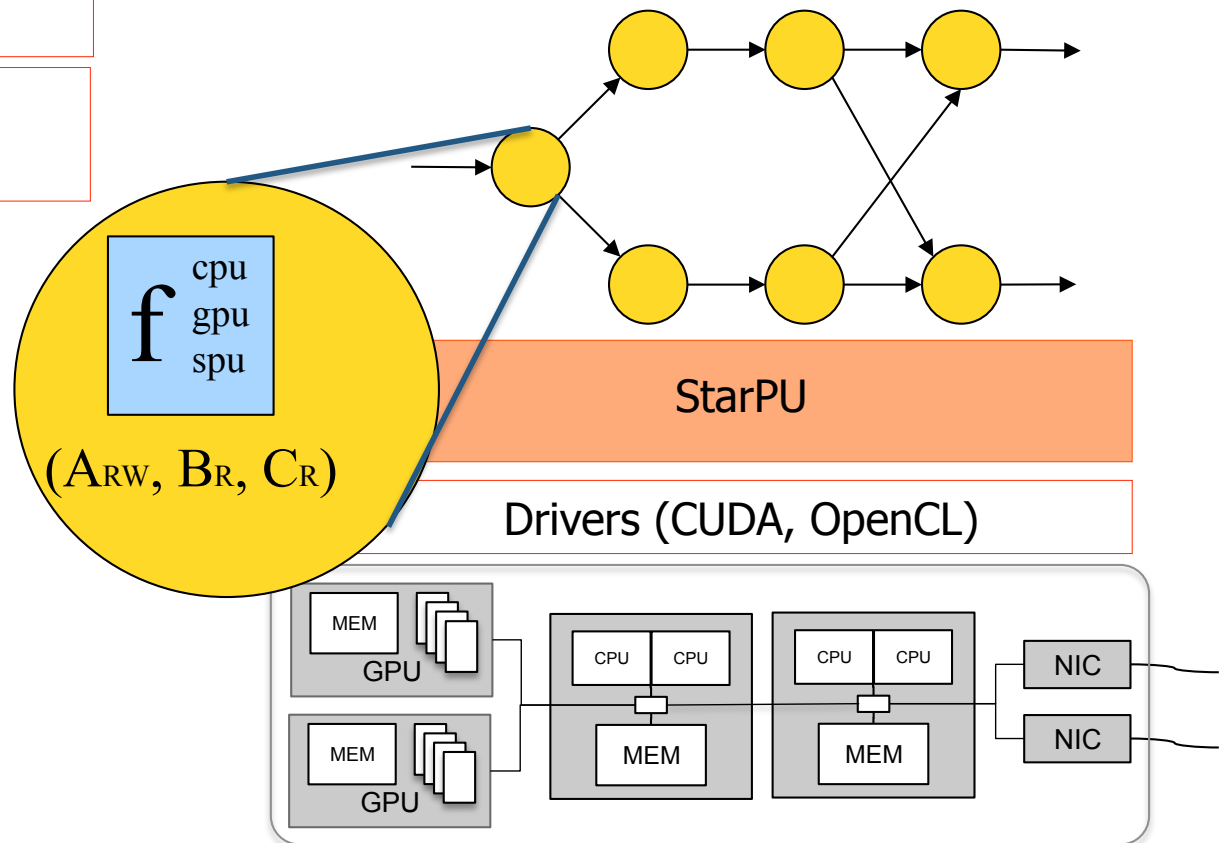 f
cpu
gpu
spu
(ARW, BR, CR)
StarPU
Drivers (CUDA, OpenCL)
MEM
GPU
CPU CPU
MEM
CPU CPU
MEM
NIC
NIC
MEM
GPU